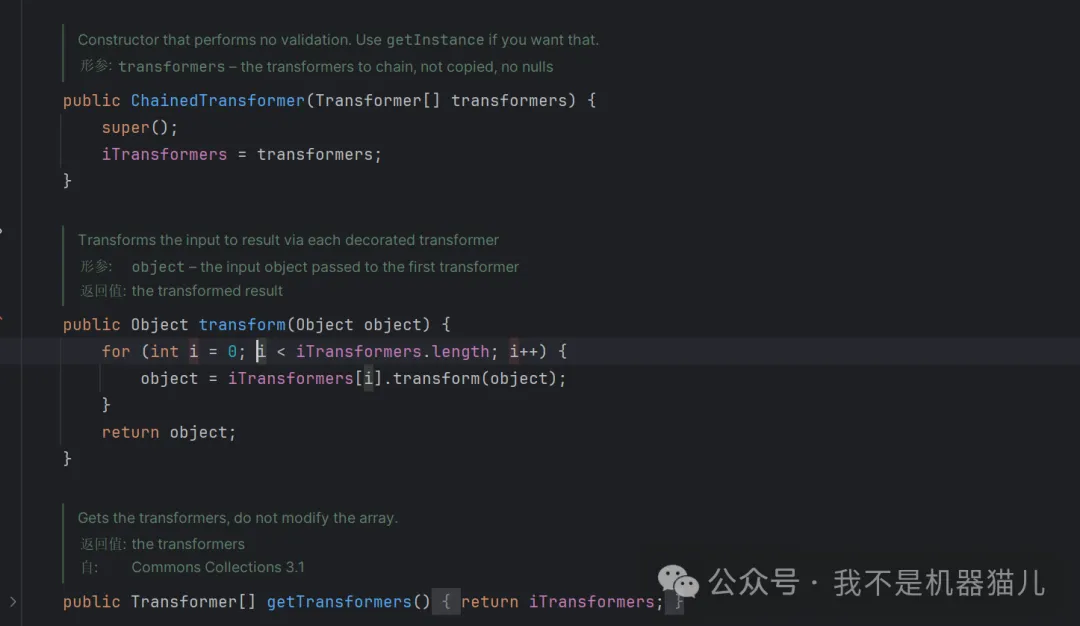 Constructor that performs no validation. Use getInstance if you want that.
形参: transformers – the transformers to chain, not copied, no nulls
public ChainedTransformer(Transformer[] transformers) {
super();
iTransformers = transformers;
}
Transforms the input to result via each decorated transformer
形参: object – the input object passed to the first transformer
返回值: the transformed result
public Object transform(Object object) {
for (int i = 0; i < iTransformers.length; i++) {
object = iTransformers[i].transform(object);
}
return object;
}
Gets the transformers, do not modify the array.
返回值: the transformers
自: Commons Collections 3.1
public Transformer[] getTransformers() { return iTransformers; }
公众号 · 我不是机器猫儿